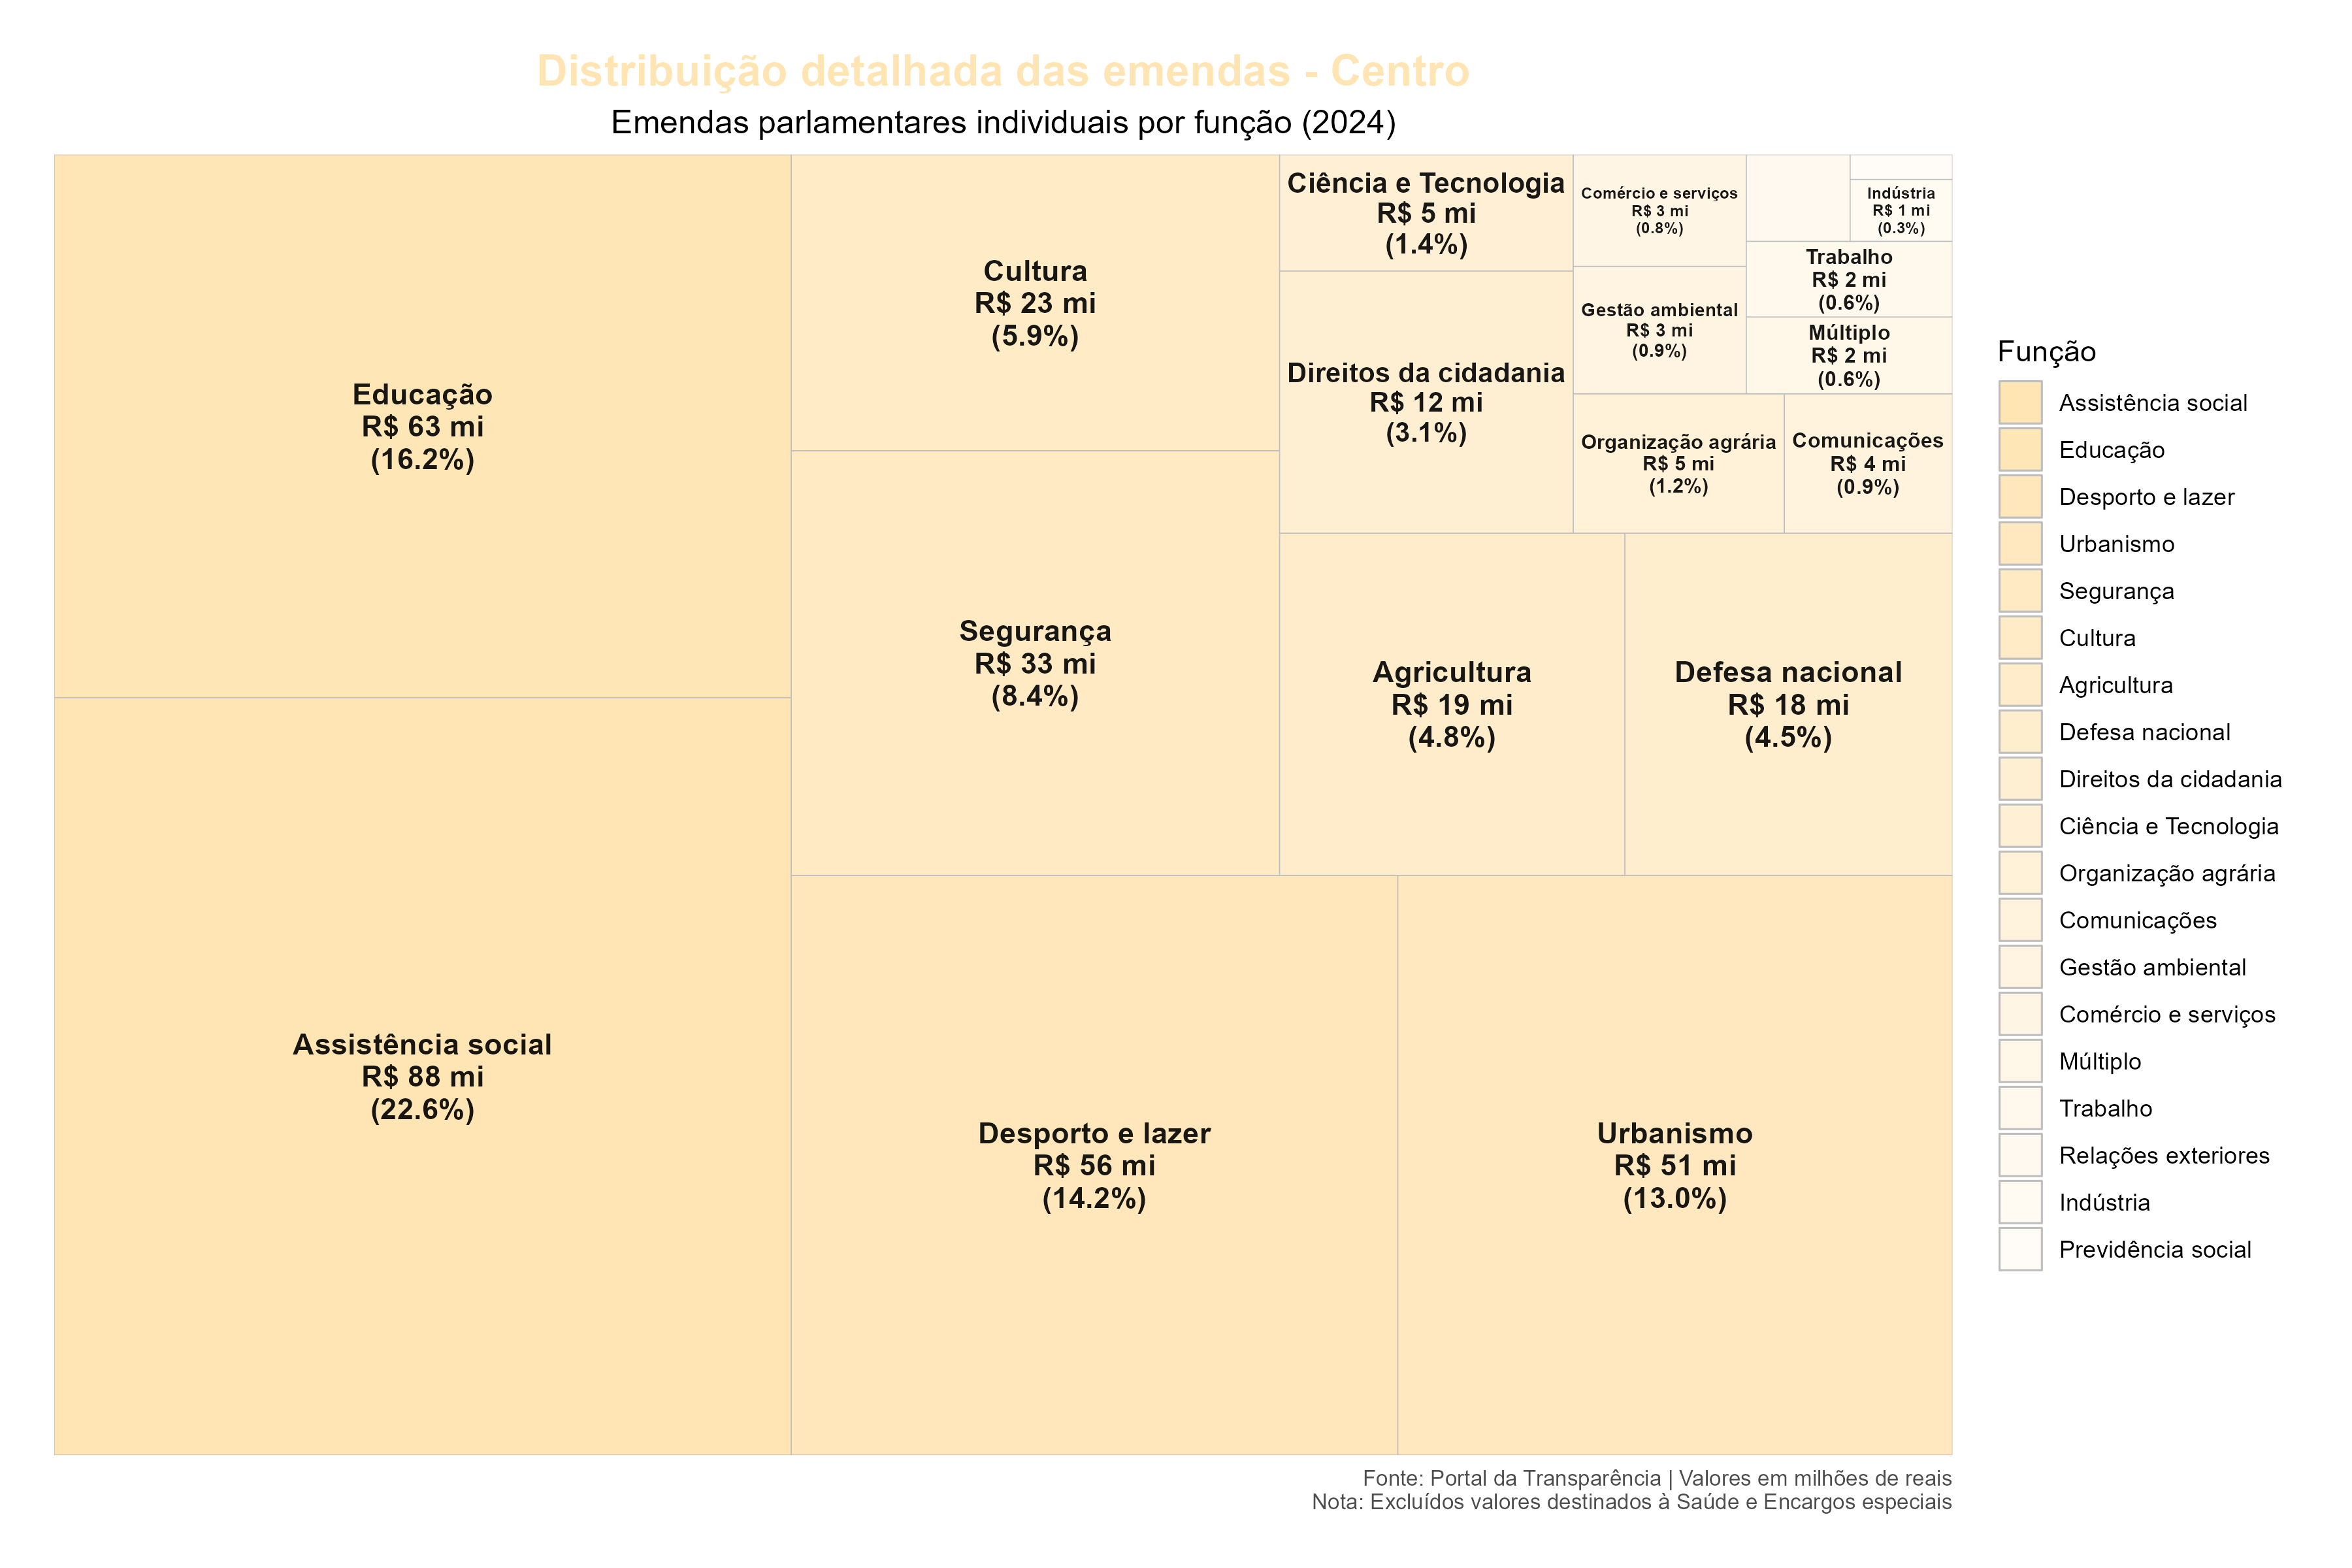 Distribuição detalhada das emendas - Centro
Emendas parlamentares individuais por função (2024)
Educação
R$ 63 mi
(16.2%)
Cultura
R$ 23 mi
(5.9%)
Ciência e Tecnologia
R$ 5 mi
(1.4%)
Comércio e serviços
R$ 3 mi
(0.8%)
Indústria
R$ 1 mi
(0.3%)
Trabalho
R$ 2 mi
(0.6%)
Gestão ambiental
R$ 3 mi
(0.9%)
Múltiplo
R$ 2 mi
(0.6%)
Direitos da cidadania
R$ 12 mi
(3.1%)
Organização agrária
R$ 5 mi
(1.2%)
Comunicações
R$ 4 mi
(0.9%)
Segurança
R$ 33 mi
(8.4%)
Agricultura
R$ 19 mi
(4.8%)
Defesa nacional
R$ 18 mi
(4.5%)
Assistência social
R$ 88 mi
(22.6%)
Desporto e lazer
R$ 56 mi
(14.2%)
Urbanismo
R$ 51 mi
(13.0%)
Função
Assistência social
Educação
Desporto e lazer
Urbanismo
Segurança
Cultura
Agricultura
Defesa nacional
Direitos da cidadania
Ciência e Tecnologia
Organização agrária
Comunicações
Gestão ambiental
Comércio e serviços
Múltiplo
Trabalho
Relações exteriores
Indústria
Previdência social
Fonte: Portal da Transparência | Valores em milhões de reais
Nota: Excluídos valores destinados à Saúde e Encargos especiais